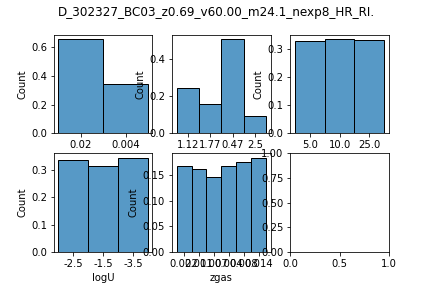 D_302327_BC03_z0.69_v60.00_m24.1_nexp8_HR_RI.
0.6
0.4
0.2
0.0
Count
0.02 0.004
0.4
0.2
0.0
Count
1.12 1.77 0.47 2.5
0.3
0.2
0.1
0.0
Count
5.0 10.0 25.0
0.3
0.2
0.1
0.0
Count
-2.5 -1.5 -3.5
logU
0.15
0.10
0.05
0.00
Count
zgas
1.00
0.75
0.50
0.25
0.00
0.0 0.5 1.0